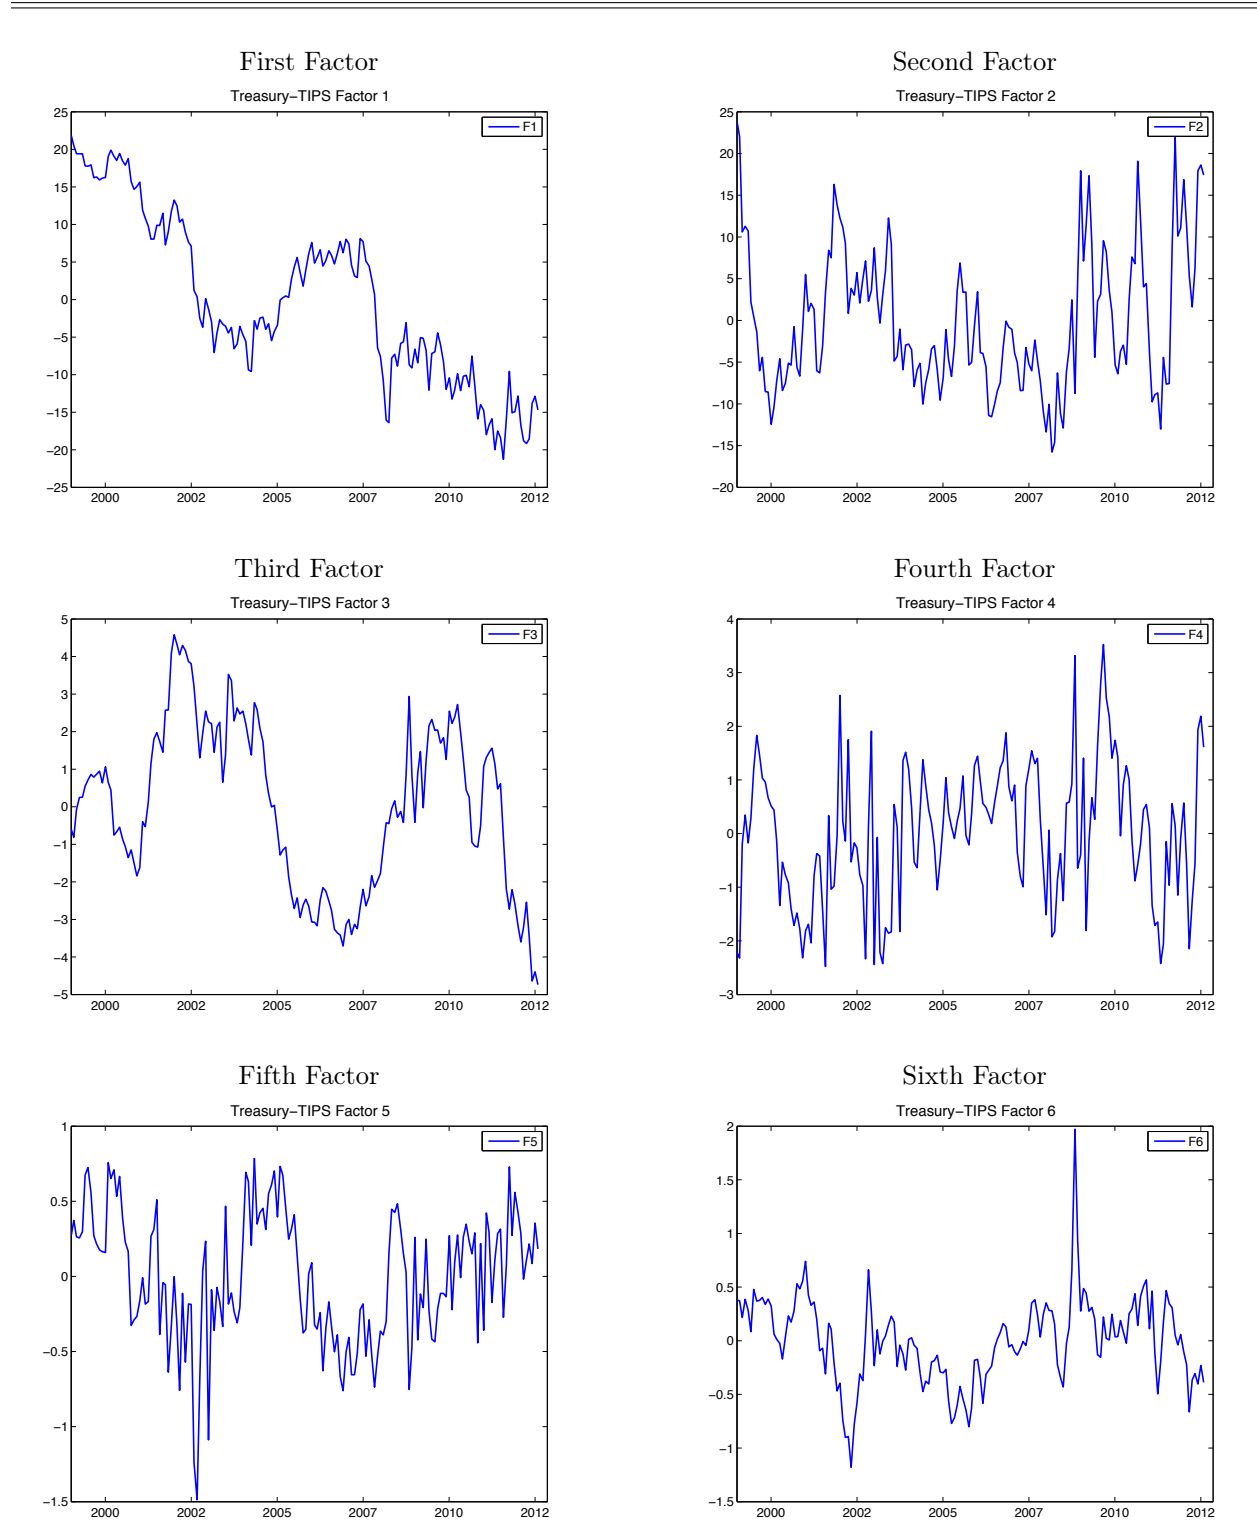 First Factor
Treasury−TIPS Factor 1
F1
25
20
15
10
5
0
−5
−10
−15
−20
−25
2000 2002 2005 2007 2010 2012
Second Factor
Treasury−TIPS Factor 2
F2
25
20
15
10
5
0
−5
−10
−15
−20
2000 2002 2005 2007 2010 2012
Third Factor
Treasury−TIPS Factor 3
F3
5
4
3
2
1
0
−1
−2
−3
−4
−5
2000 2002 2005 2007 2010 2012
Fourth Factor
Treasury−TIPS Factor 4
F4
4
3
2
1
0
−1
−2
−3
2000 2002 2005 2007 2010 2012
Fifth Factor
Treasury−TIPS Factor 5
F5
1
0.5
0
−0.5
−1
−1.5
2000 2002 2005 2007 2010 2012
Sixth Factor
Treasury−TIPS Factor 6
F6
2
1.5
1
0.5
0
−0.5
−1
−1.5
2000 2002 2005 2007 2010 2012